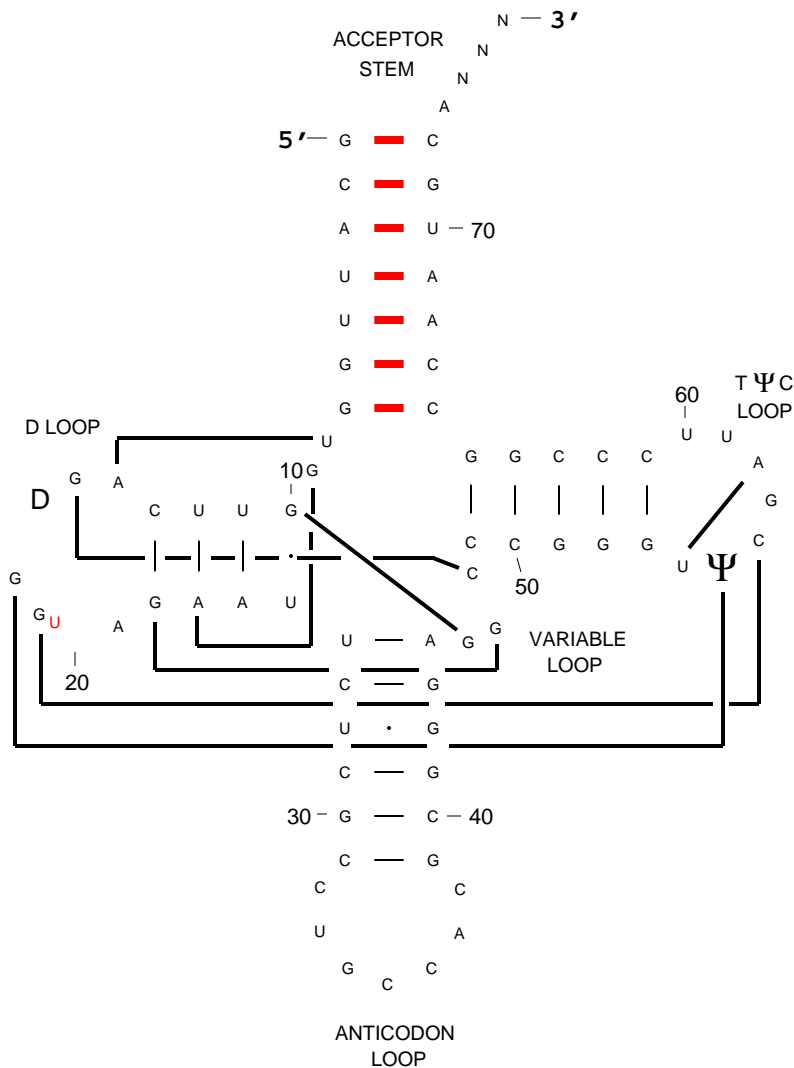 N 3′
ACCEPTOR N
STEM N
A
5′ G C
C G
A U 70
U A
U A
G C
G C
T Ψ C
60
LOOP
D LOOP
U U U
G A 10 G G G C C C A
D
C U U G G
C C G G G U Ψ C
C 50
G
G U A G A A U
U A G G VARIABLE
LOOP
20
C G
U G
C G
30 G C 40
C G
C C
U A
G C C
ANTICODON
LOOP